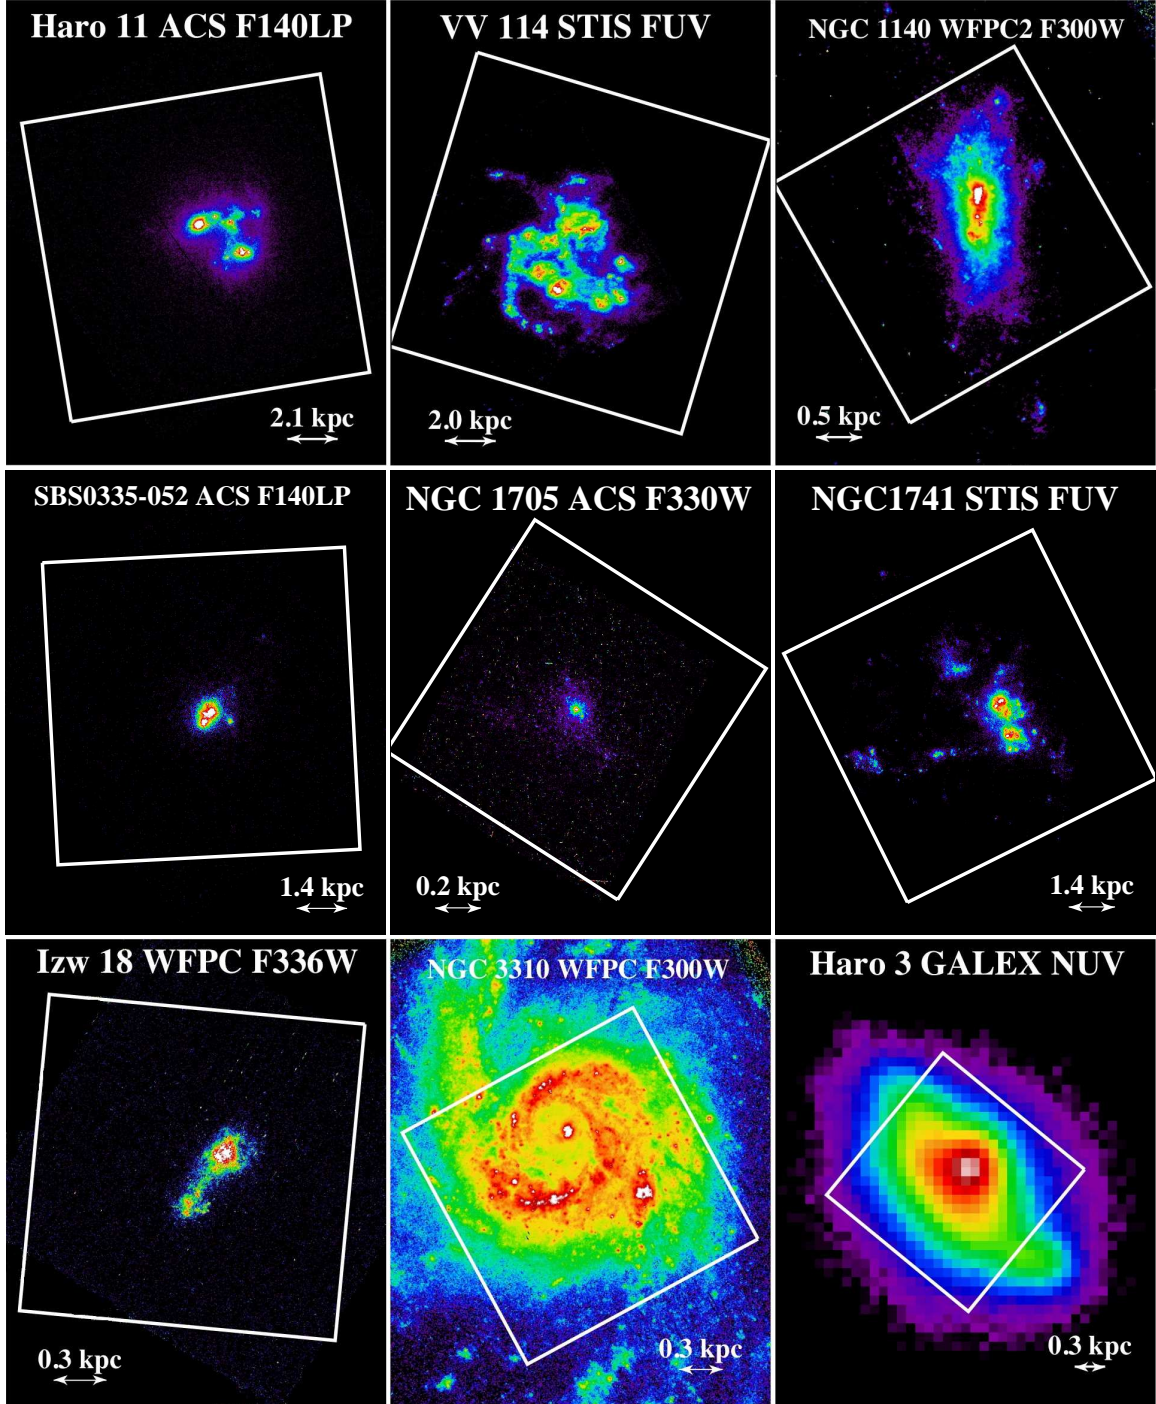 Haro 11 ACS F140LP
2.1 kpc
VV 114 STIS FUV
2.0 kpc
NGC 1140 WFPC2 F300W
0.5 kpc
SBS0335-052 ACS F140LP
1.4 kpc
NGC 1705 ACS F330W
0.2 kpc
NGC1741 STIS FUV
1.4 kpc
Izw 18 WFPC F336W
0.3 kpc
NGC 3310 WFPC F300W
0.3 kpc
Haro 3 GALEX NUV
0.3 kpc